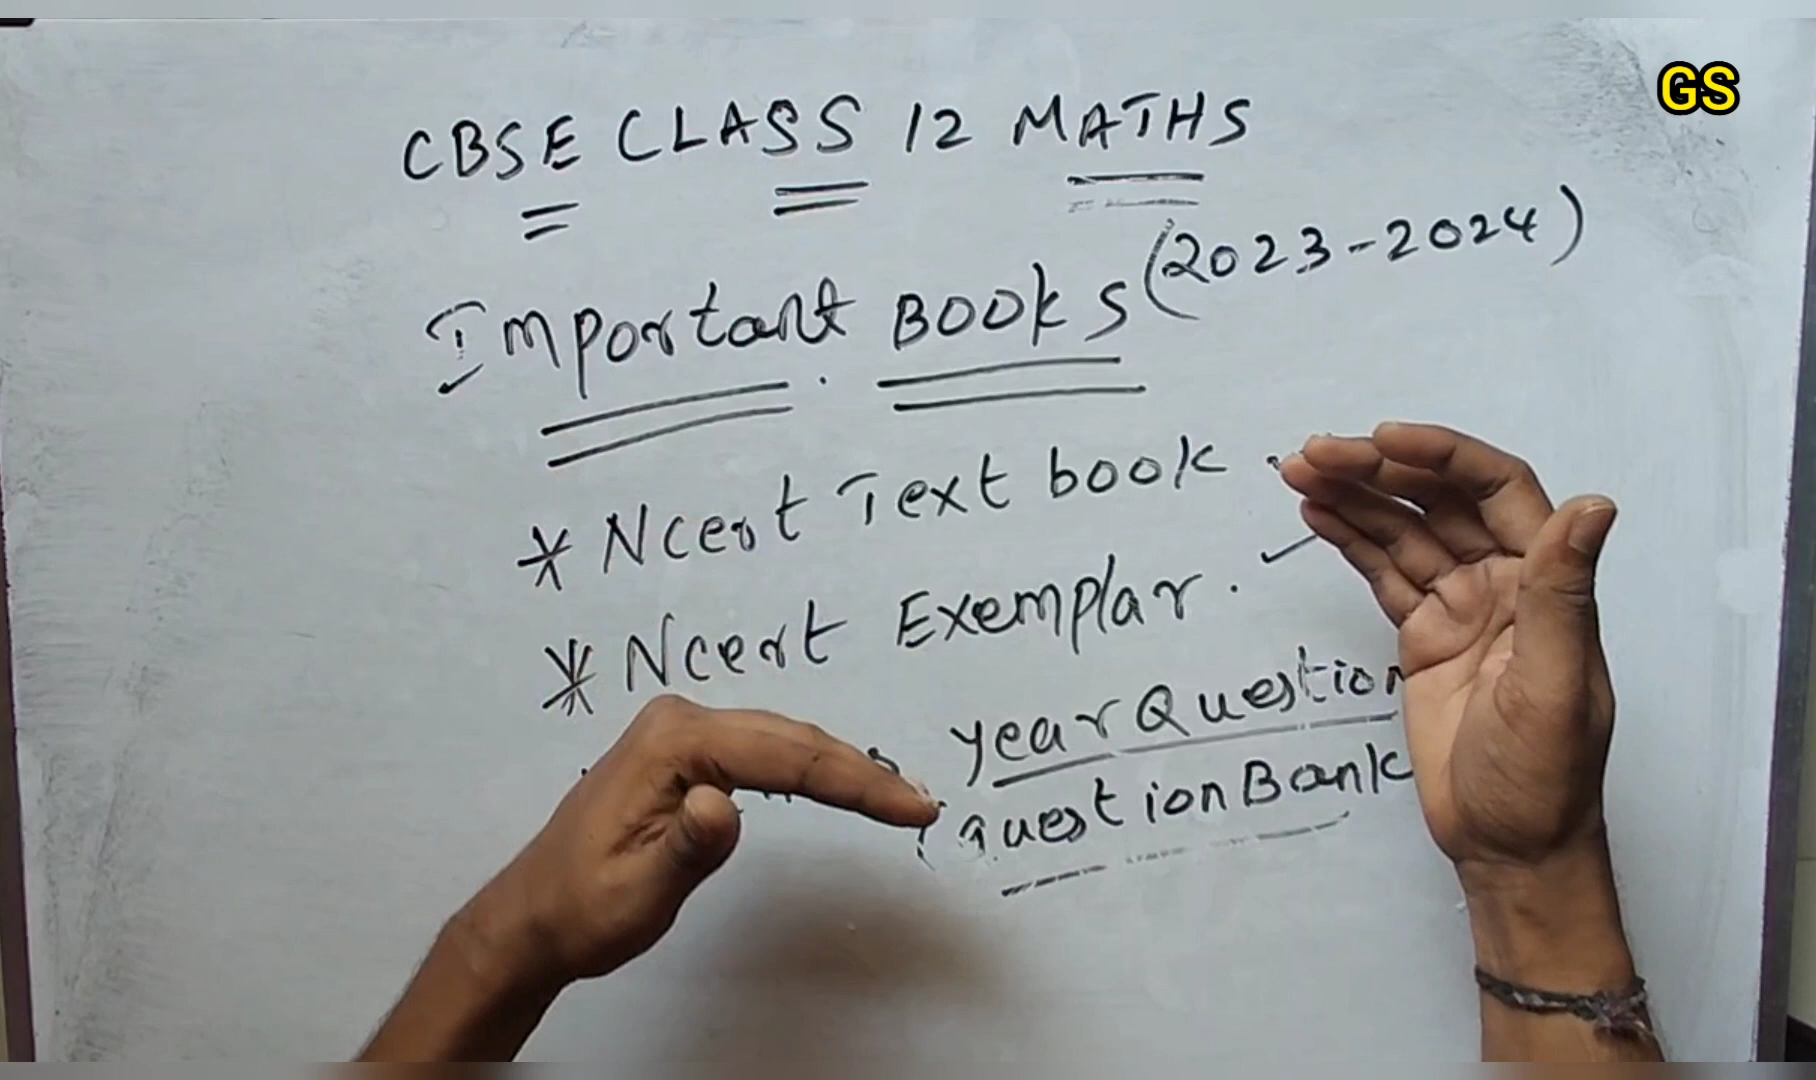 GS
CBSE CLASS 12 MATHS
Important BOOKS (2023-2024)
* Ncert Text book
* Ncert Exemplar.
year Question
(Question Bank